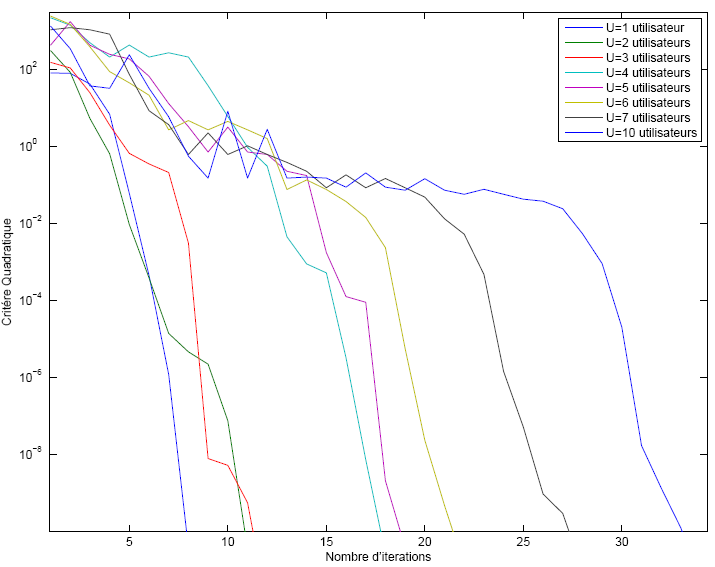 U=1 utilisateur
U=2 utilisateurs
U=3 utilisateurs
U=4 utilisateurs
U=5 utilisateurs
U=6 utilisateurs
U=7 utilisateurs
U=10 utilisateurs
Critére Quadratique
10²
10⁰
10⁻²
10⁻⁴
10⁻⁶
10⁻⁸
5 10 15 20 25 30
Nombre d'iterations